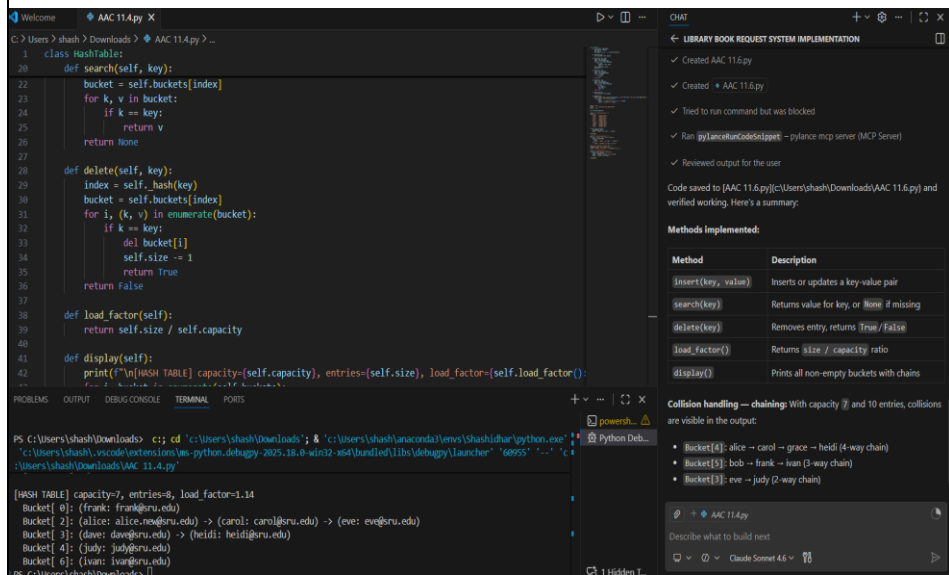 Welcome
AAC 11.4.py X
C: > Users > shash > Downloads > AAC 11.4.py > ...
1 class HashTable:
20 def search(self, key):
22 bucket = self.buckets[index]
23 for k, v in bucket:
24 if k == key:
25 return v
26 return None
27
28 def delete(self, key):
29 index = self._hash(key)
30 bucket = self.buckets[index]
31 for i, (k, v) in enumerate(bucket):
32 if k == key:
33 del bucket[i]
34 self.size -= 1
35 return True
36 return False
37
38 def load_factor(self):
39 return self.size / self.capacity
40
41 def display(self):
42 print(f"\n[HASH TABLE] capacity={self.capacity}, entries={self.size}, load_factor={self.load_factor():
PROBLEMS OUTPUT DEBUG CONSOLE TERMINAL PORTS
PS C:\Users\shash\Downloads> c:; cd 'c:\Users\shash\Downloads'; & 'c:\Users\shash\anaconda3\envs\Shashidhar\python.exe'
'c:\Users\shash\.vscode\extensions\ms-python.debugpy-2025.18.0-win32-x64\bundled\libs\debugpy\launcher' '60955' '--' 'c
:\Users\shash\Downloads\AAC 11.4.py'
[HASH TABLE] capacity=7, entries=8, load_factor=1.14
Bucket[ 0]: (frank: frank@sru.edu)
Bucket[ 2]: (alice: alice.new@sru.edu) -> (carol: carol@sru.edu) -> (eve: eve@sru.edu)
Bucket[ 3]: (dave: dave@sru.edu) -> (heidi: heidi@sru.edu)
Bucket[ 4]: (judy: judy@sru.edu)
Bucket[ 6]: (ivan: ivan@sru.edu)
PS C:\Users\shash\Downloads>
powersh...
Python Deb...
1 Hidden T...
CHAT
LIBRARY BOOK REQUEST SYSTEM IMPLEMENTATION
Created AAC 11.6.py
Created AAC 11.6.py
Tried to run command but was blocked
Ran pylanceRunCodeSnippet – pylance mcp server (MCP Server)
Reviewed output for the user
Code saved to [AAC 11.6.py](c:\Users\shash\Downloads\AAC 11.6.py) and
verified working. Here's a summary:
Methods implemented:
Method Description
insert(key, value) Inserts or updates a key-value pair
search(key) Returns value for key, or None if missing
delete(key) Removes entry, returns True/False
load_factor() Returns size / capacity ratio
display() Prints all non-empty buckets with chains
Collision handling — chaining: With capacity 7 and 10 entries, collisions
are visible in the output:
• Bucket[4]: alice → carol → grace → heidi (4-way chain)
• Bucket[5]: bob → frank → ivan (3-way chain)
• Bucket[3]: eve → judy (2-way chain)
AAC 11.4.py
Describe what to build next
Claude Sonnet 4.6